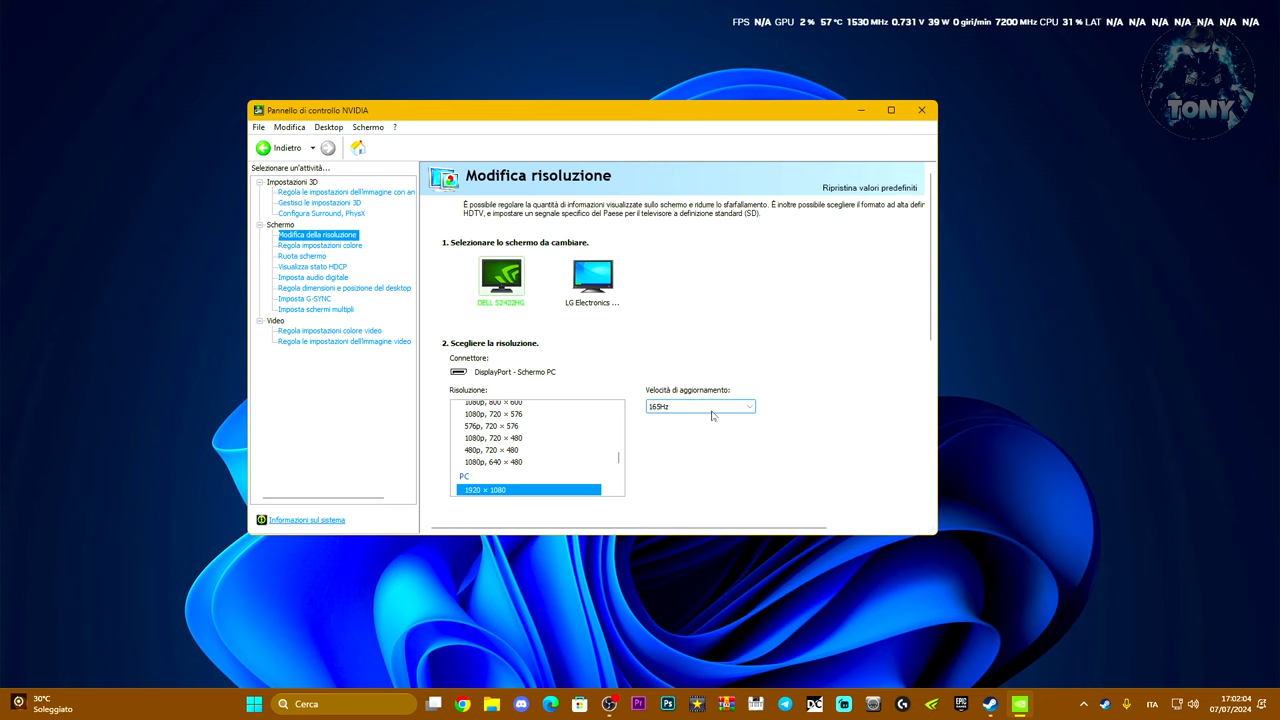 FPS N/A GPU 2 % 57 °C 1530 MHz 0.731 V 39 W 0 giri/min 7200 MHz CPU 31 % LAT N/A N/A N/A N/A N/A N/A N/A
TONY
Pannello di controllo NVIDIA
File Modifica Desktop Schermo ?
Indietro
Selezionare un'attività...
Impostazioni 3D
Regola le impostazioni dell'immagine con an
Gestisci le impostazioni 3D
Configura Surround, PhysX
Schermo
Modifica della risoluzione
Regola impostazioni colore
Ruota schermo
Visualizza stato HDCP
Imposta audio digitale
Regola dimensioni e posizione del desktop
Imposta G-SYNC
Imposta schermi multipli
Video
Regola impostazioni colore video
Regola le impostazioni dell'immagine video
Informazioni sul sistema
Modifica risoluzione
Ripristina valori predefiniti
È possibile regolare la quantità di informazioni visualizzate sullo schermo e ridurre lo sfarfallamento. È inoltre possibile scegliere il formato ad alta defir
HDTV, e impostare un segnale specifico del Paese per il televisore a definizione standard (SD).
1. Selezionare lo schermo da cambiare.
DELL S2422HG
LG Electronics ...
2. Scegliere la risoluzione.
Connettore:
DisplayPort - Schermo PC
Risoluzione:
Velocità di aggiornamento:
165Hz
1080p, 800 × 600
1080p, 720 × 576
576p, 720 × 576
1080p, 720 × 480
480p, 720 × 480
1080p, 640 × 480
PC
1920 × 1080
30°C
Soleggiato
Cerca
ITA
17:02:04
07/07/2024